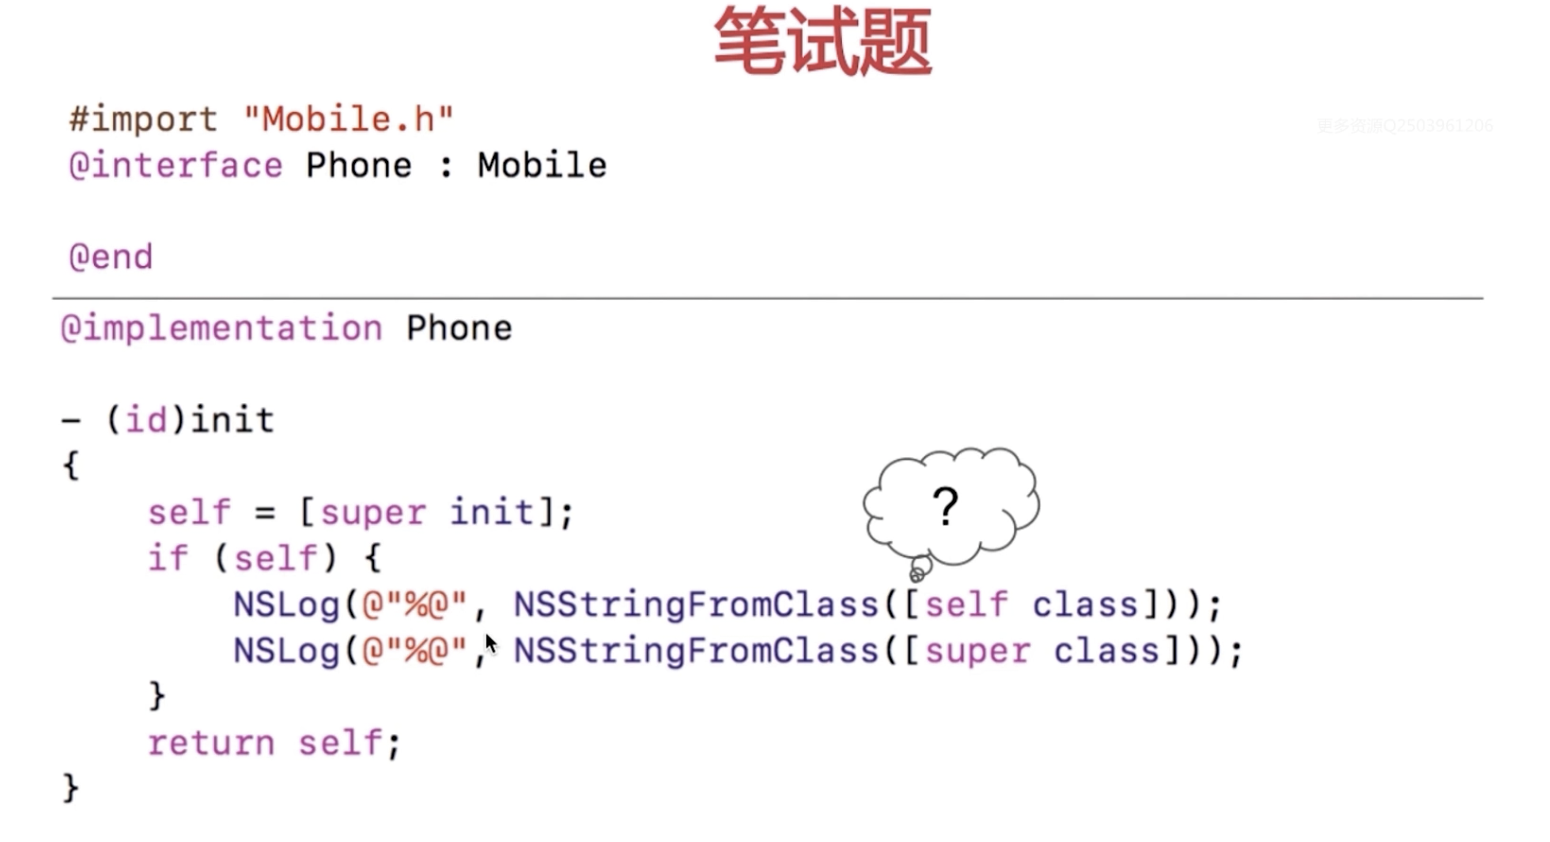 笔试题
#import "Mobile.h"
更多资源Q2503961206
@interface Phone : Mobile
@end
@implementation Phone
- (id)init
{
    self = [super init];
    if (self) {
?
        NSLog(@"%@", NSStringFromClass([self class]));
        NSLog(@"%@", NSStringFromClass([super class]));
    }
    return self;
}